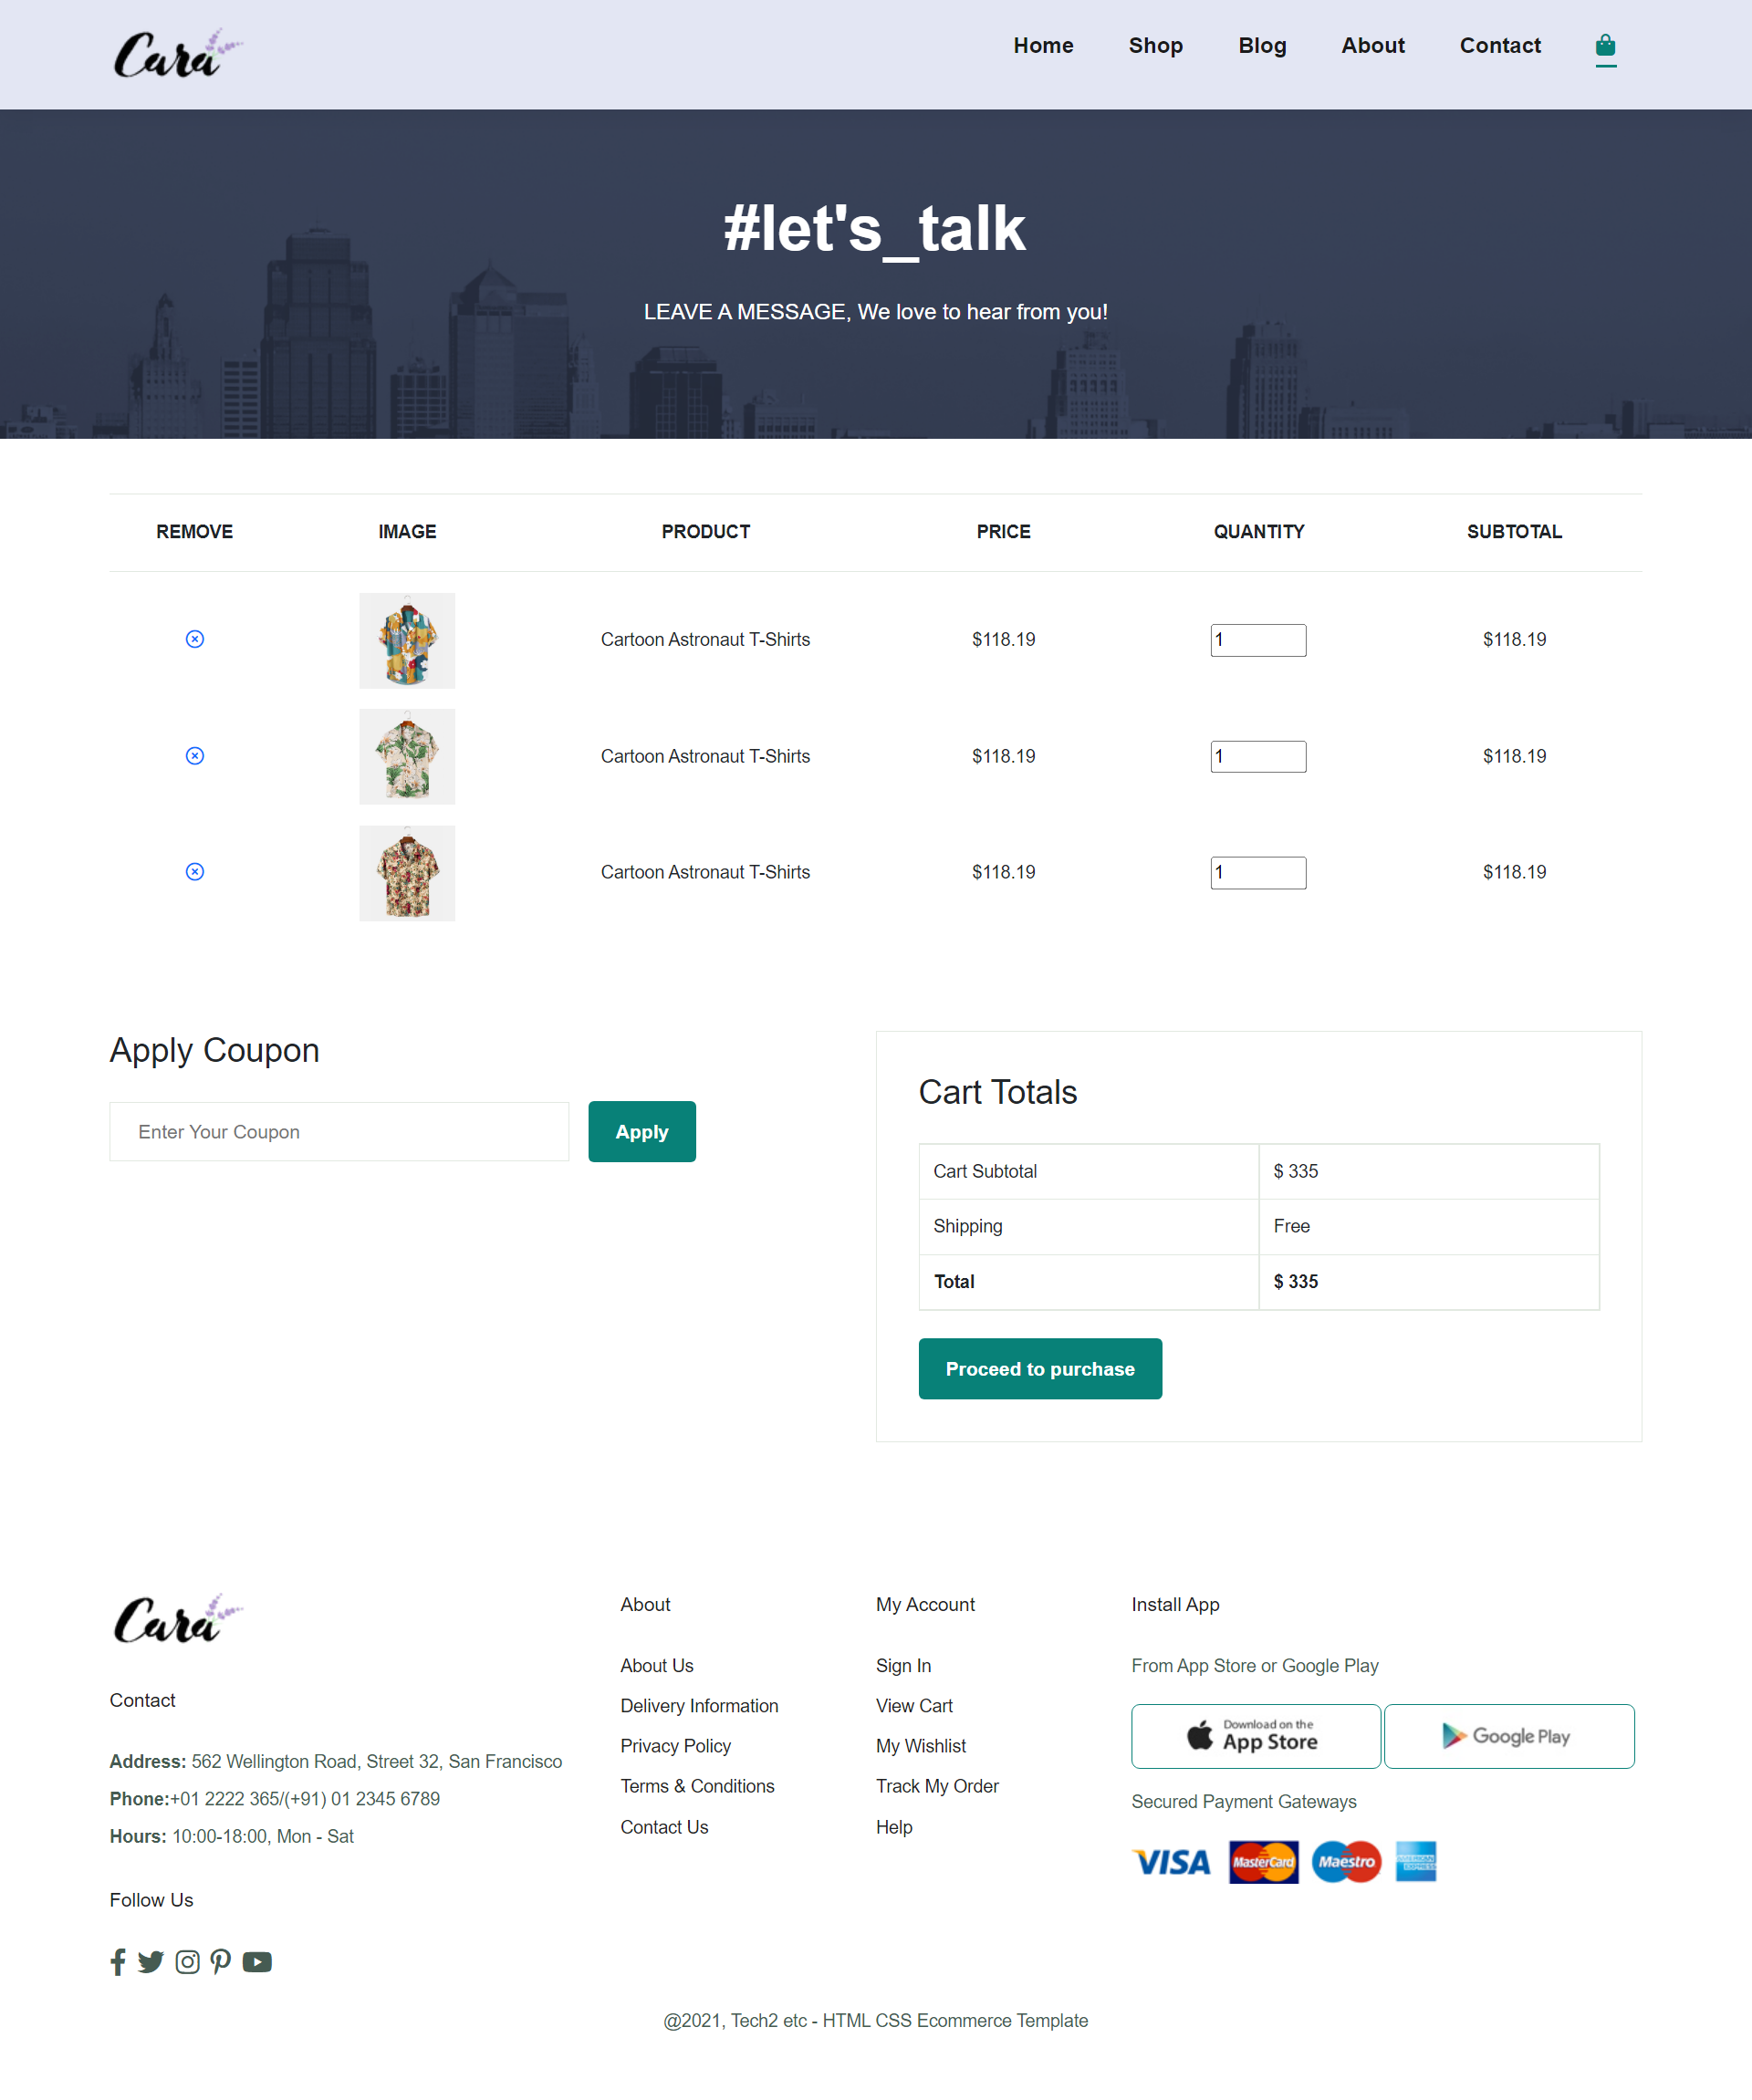 Cara
Home Shop Blog About Contact
#let's_talk
LEAVE A MESSAGE, We love to hear from you!
REMOVE IMAGE PRODUCT PRICE QUANTITY SUBTOTAL
Cartoon Astronaut T-Shirts $118.19 1 $118.19
Cartoon Astronaut T-Shirts $118.19 1 $118.19
Cartoon Astronaut T-Shirts $118.19 1 $118.19
Apply Coupon
Enter Your Coupon Apply
Cart Totals
Cart Subtotal $ 335
Shipping Free
Total $ 335
Proceed to purchase
Cara
Contact
Address: 562 Wellington Road, Street 32, San Francisco
Phone:+01 2222 365/(+91) 01 2345 6789
Hours: 10:00-18:00, Mon - Sat
Follow Us
About
About Us
Delivery Information
Privacy Policy
Terms & Conditions
Contact Us
My Account
Sign In
View Cart
My Wishlist
Track My Order
Help
Install App
From App Store or Google Play
Download on the
App Store
Google Play
Secured Payment Gateways
VISA MasterCard Maestro AMERICAN
EXPRESS
@2021, Tech2 etc - HTML CSS Ecommerce Template